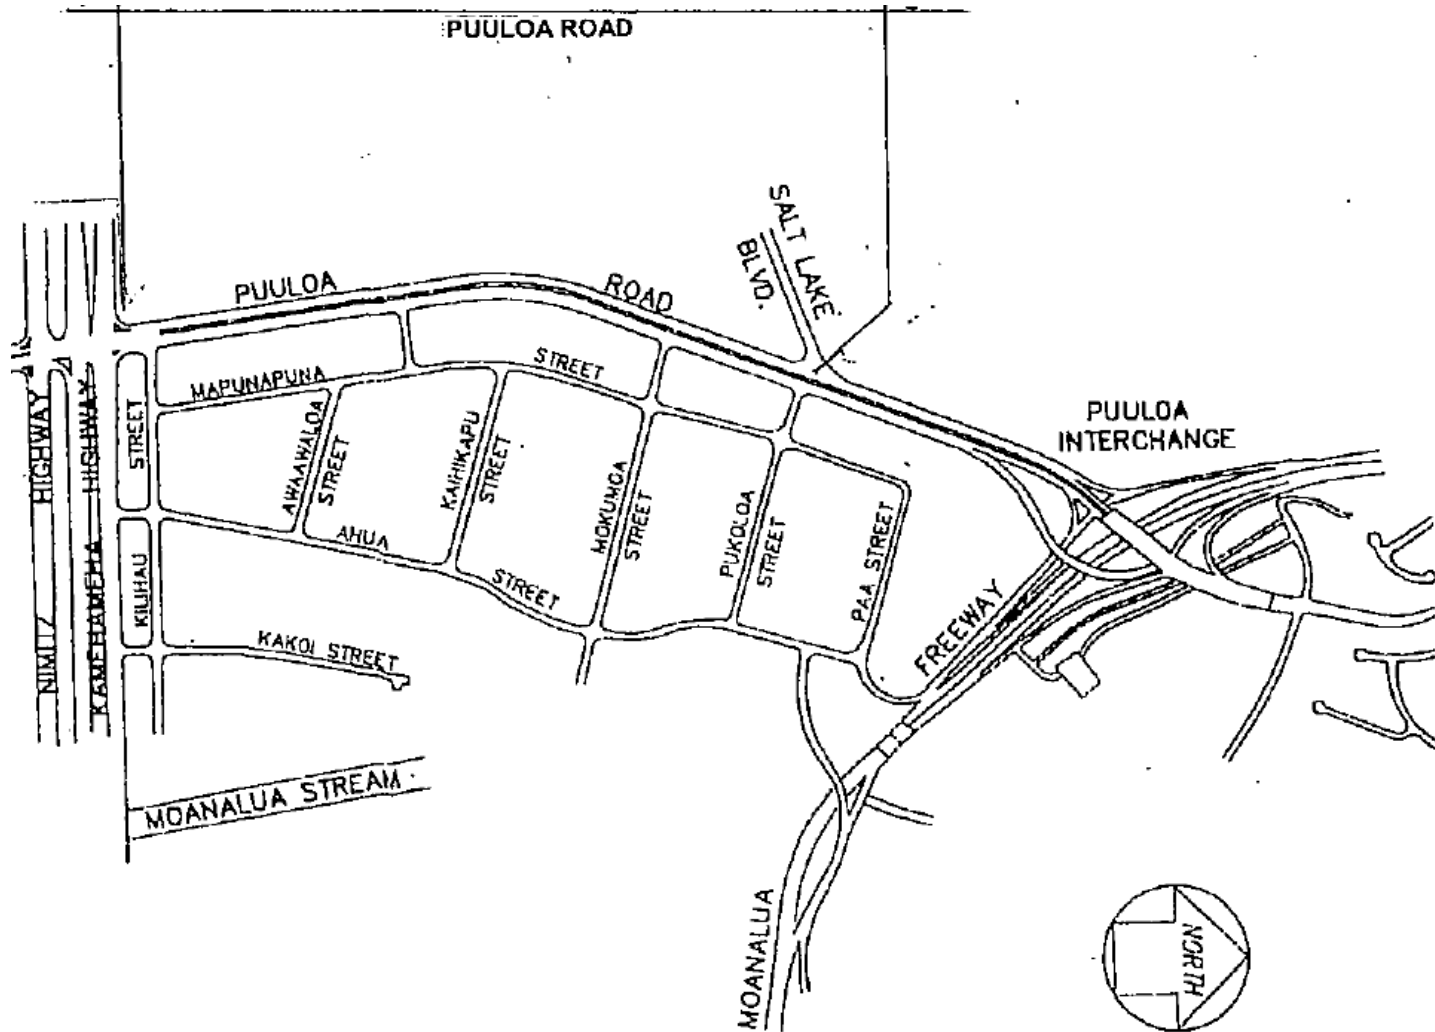 PUULOA ROAD
SALT LAKE
BLVD.
PUULOA
ROAD
STREET
MAPUNAPUNA
PUULOA
INTERCHANGE
NIMITZ
HIGHWAY
KAMEHAMEHA
HIGHWAY
STREET
KILIHAU
AWAAWALOA
STREET
KAIHIKAPU
STREET
MOKUMOA
STREET
PUKOLOA
STREET
PAA STREET
AHUA
STREET
KAKOI STREET
FREEWAY
MOANALUA STREAM
MOANALUA
NORTH